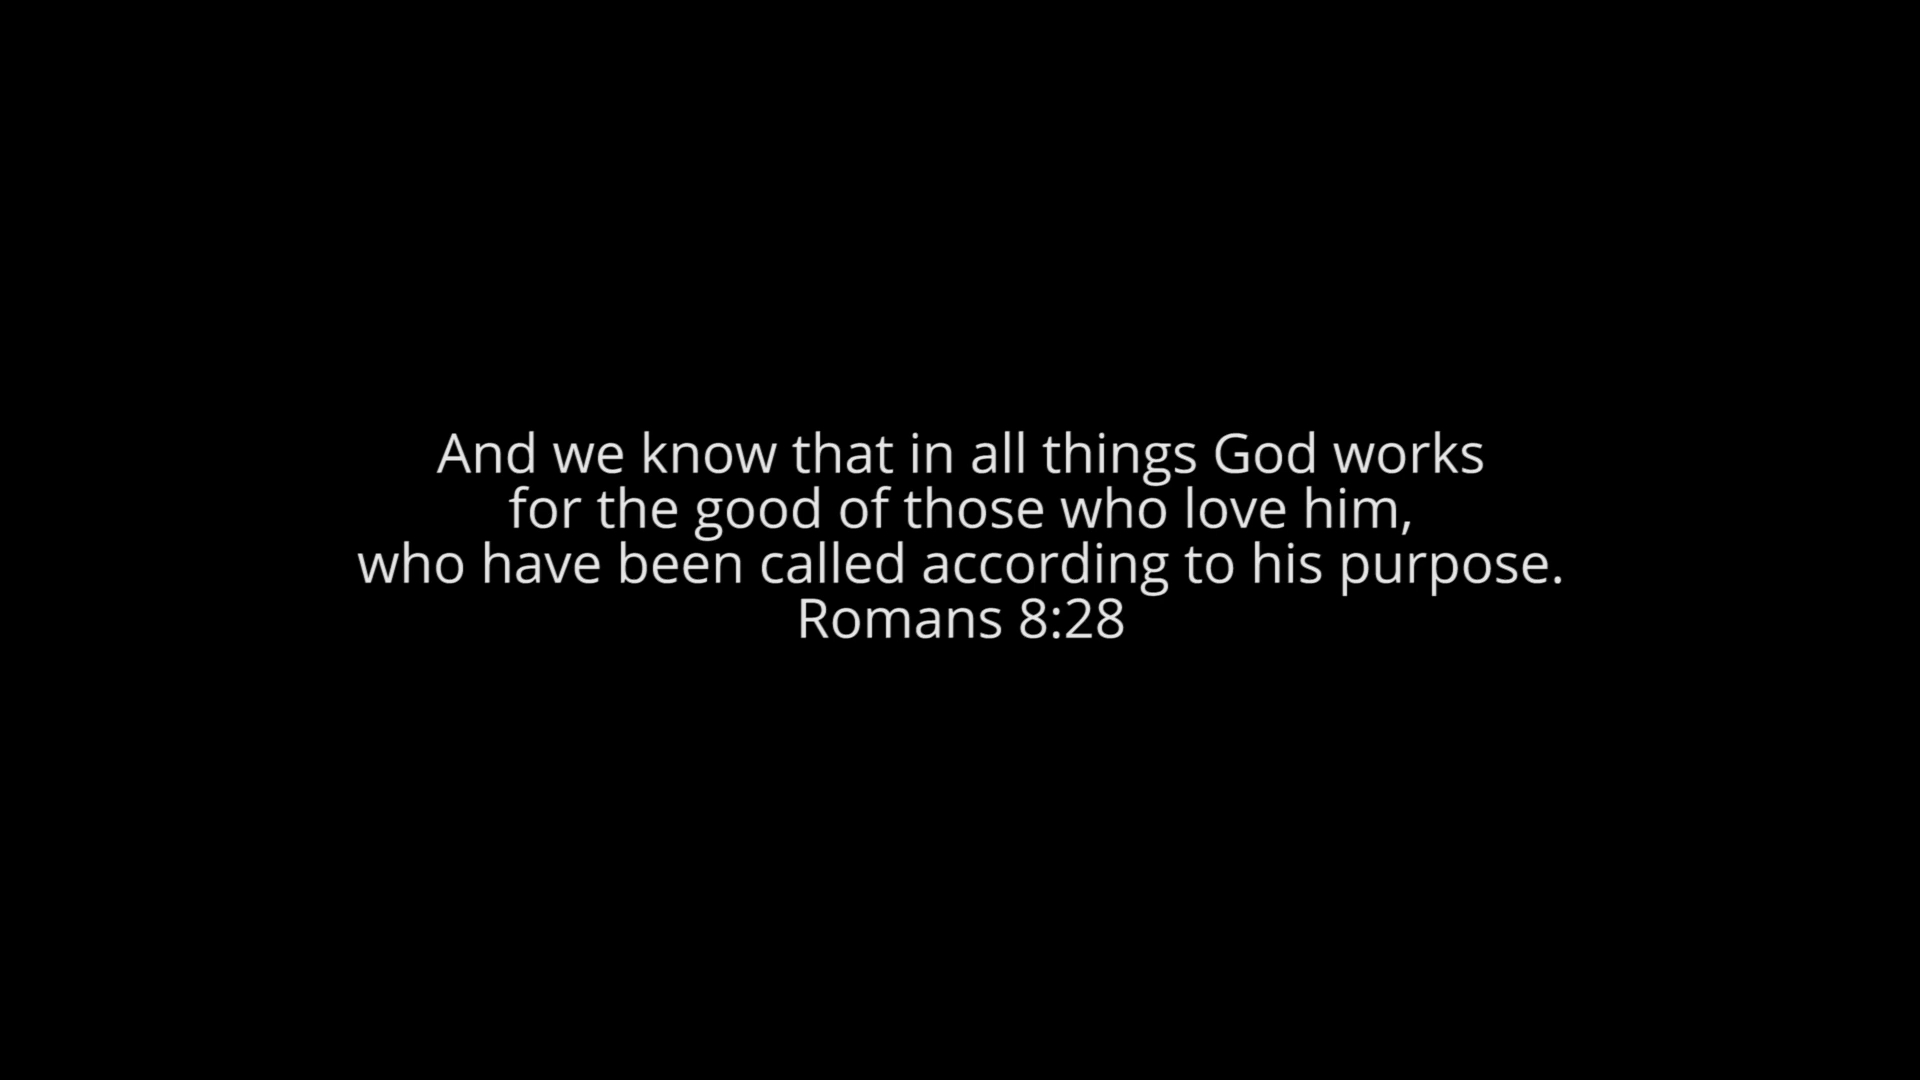 And we know that in all things God works
for the good of those who love him,
who have been called according to his purpose.
Romans 8:28